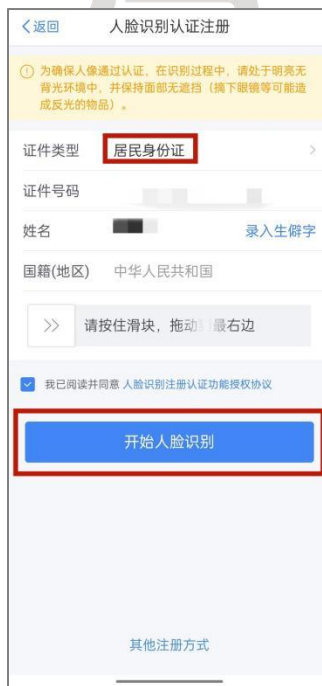 返回
人脸识别认证注册
为确保人像通过认证，在识别过程中，请处于明亮无
背光环境中，并保持面部无遮挡（摘下眼镜等可能造
成反光的物品）。
证件类型 居民身份证
证件号码
姓名 录入生僻字
国籍(地区) 中华人民共和国
请按住滑块，拖动 最右边
我已阅读并同意 人脸识别注册认证功能授权协议
开始人脸识别
其他注册方式